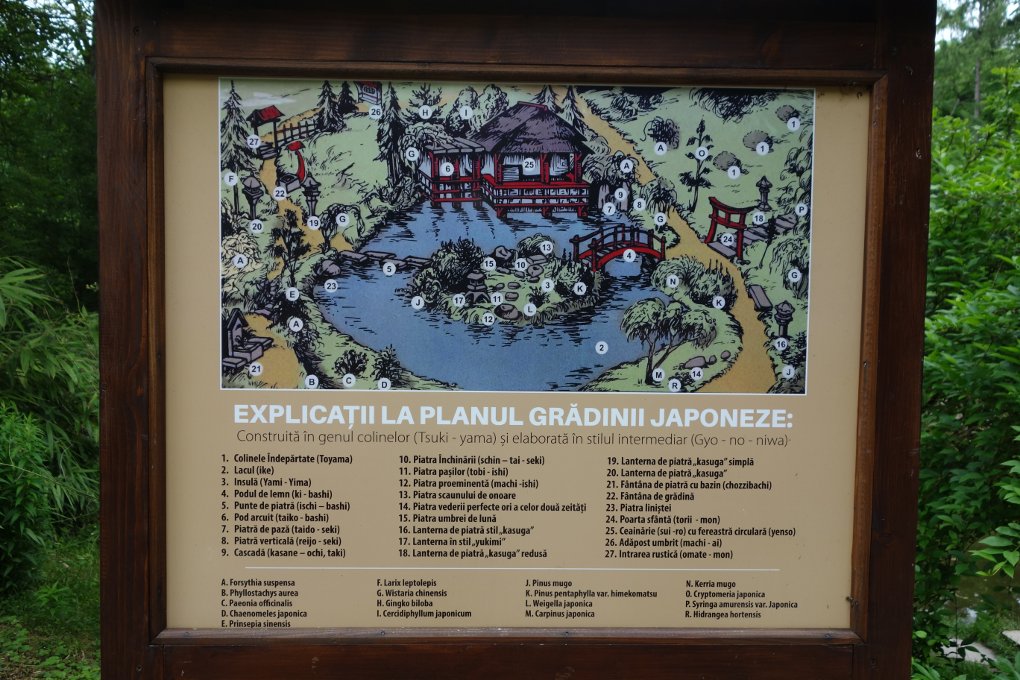 EXPLICAȚII LA PLANUL GRĂDINII JAPONEZE:
Construită în genul colinelor (Tsuki - yama) și elaborată în stilul intermediar (Gyo - no - niwa)
1. Colinele Îndepărtate (Toyama)
2. Lacul (ike)
3. Insulă (Yami - Yima)
4. Podul de lemn (ki - bashi)
5. Punte de piatră (ischi – bashi)
6. Pod arcuit (taiko - bashi)
7. Piatră de pază (taido - seki)
8. Piatră verticală (reijo - seki)
9. Cascadă (kasane – ochi, taki)
10. Piatra Închinării (schin – tai - seki)
11. Piatra pașilor (tobi - ishi)
12. Piatra proeminentă (machi -ishi)
13. Piatra scaunului de onoare
14. Piatra vederii perfecte ori a celor două zeități
15. Piatra umbrei de lună
16. Lanterna de piatră stil „kasuga"
17. Lanterna în stil „yukimi"
18. Lanterna de piatră „kasuga" redusă
19. Lanterna de piatră „kasuga" simplă
20. Lanterna de piatră „kasuga"
21. Fântâna de piatră cu bazin (chozzibachi)
22. Fântâna de grădină
23. Piatra liniștei
24. Poarta sfântă (torii - mon)
25. Ceainărie (sui -ro) cu fereastră circulară (yenso)
26. Adăpost umbrit (machi - ai)
27. Intrarea rustică (omate - mon)
A. Forsythia suspensa
B. Phyllostachys aurea
C. Paeonia officinalis
D. Chaenomeles japonica
E. Prinsepia sinensis
F. Larix leptolepis
G. Wistaria chinensis
H. Gingko biloba
I. Cercidiphyllum japonicum
J. Pinus mugo
K. Pinus pentaphylla var. himekomatsu
L. Weigella japonica
M. Carpinus japonica
N. Kerria mugo
O. Cryptomeria japonica
P. Syringa amurensis var. Japonica
R. Hidrangea hortensis